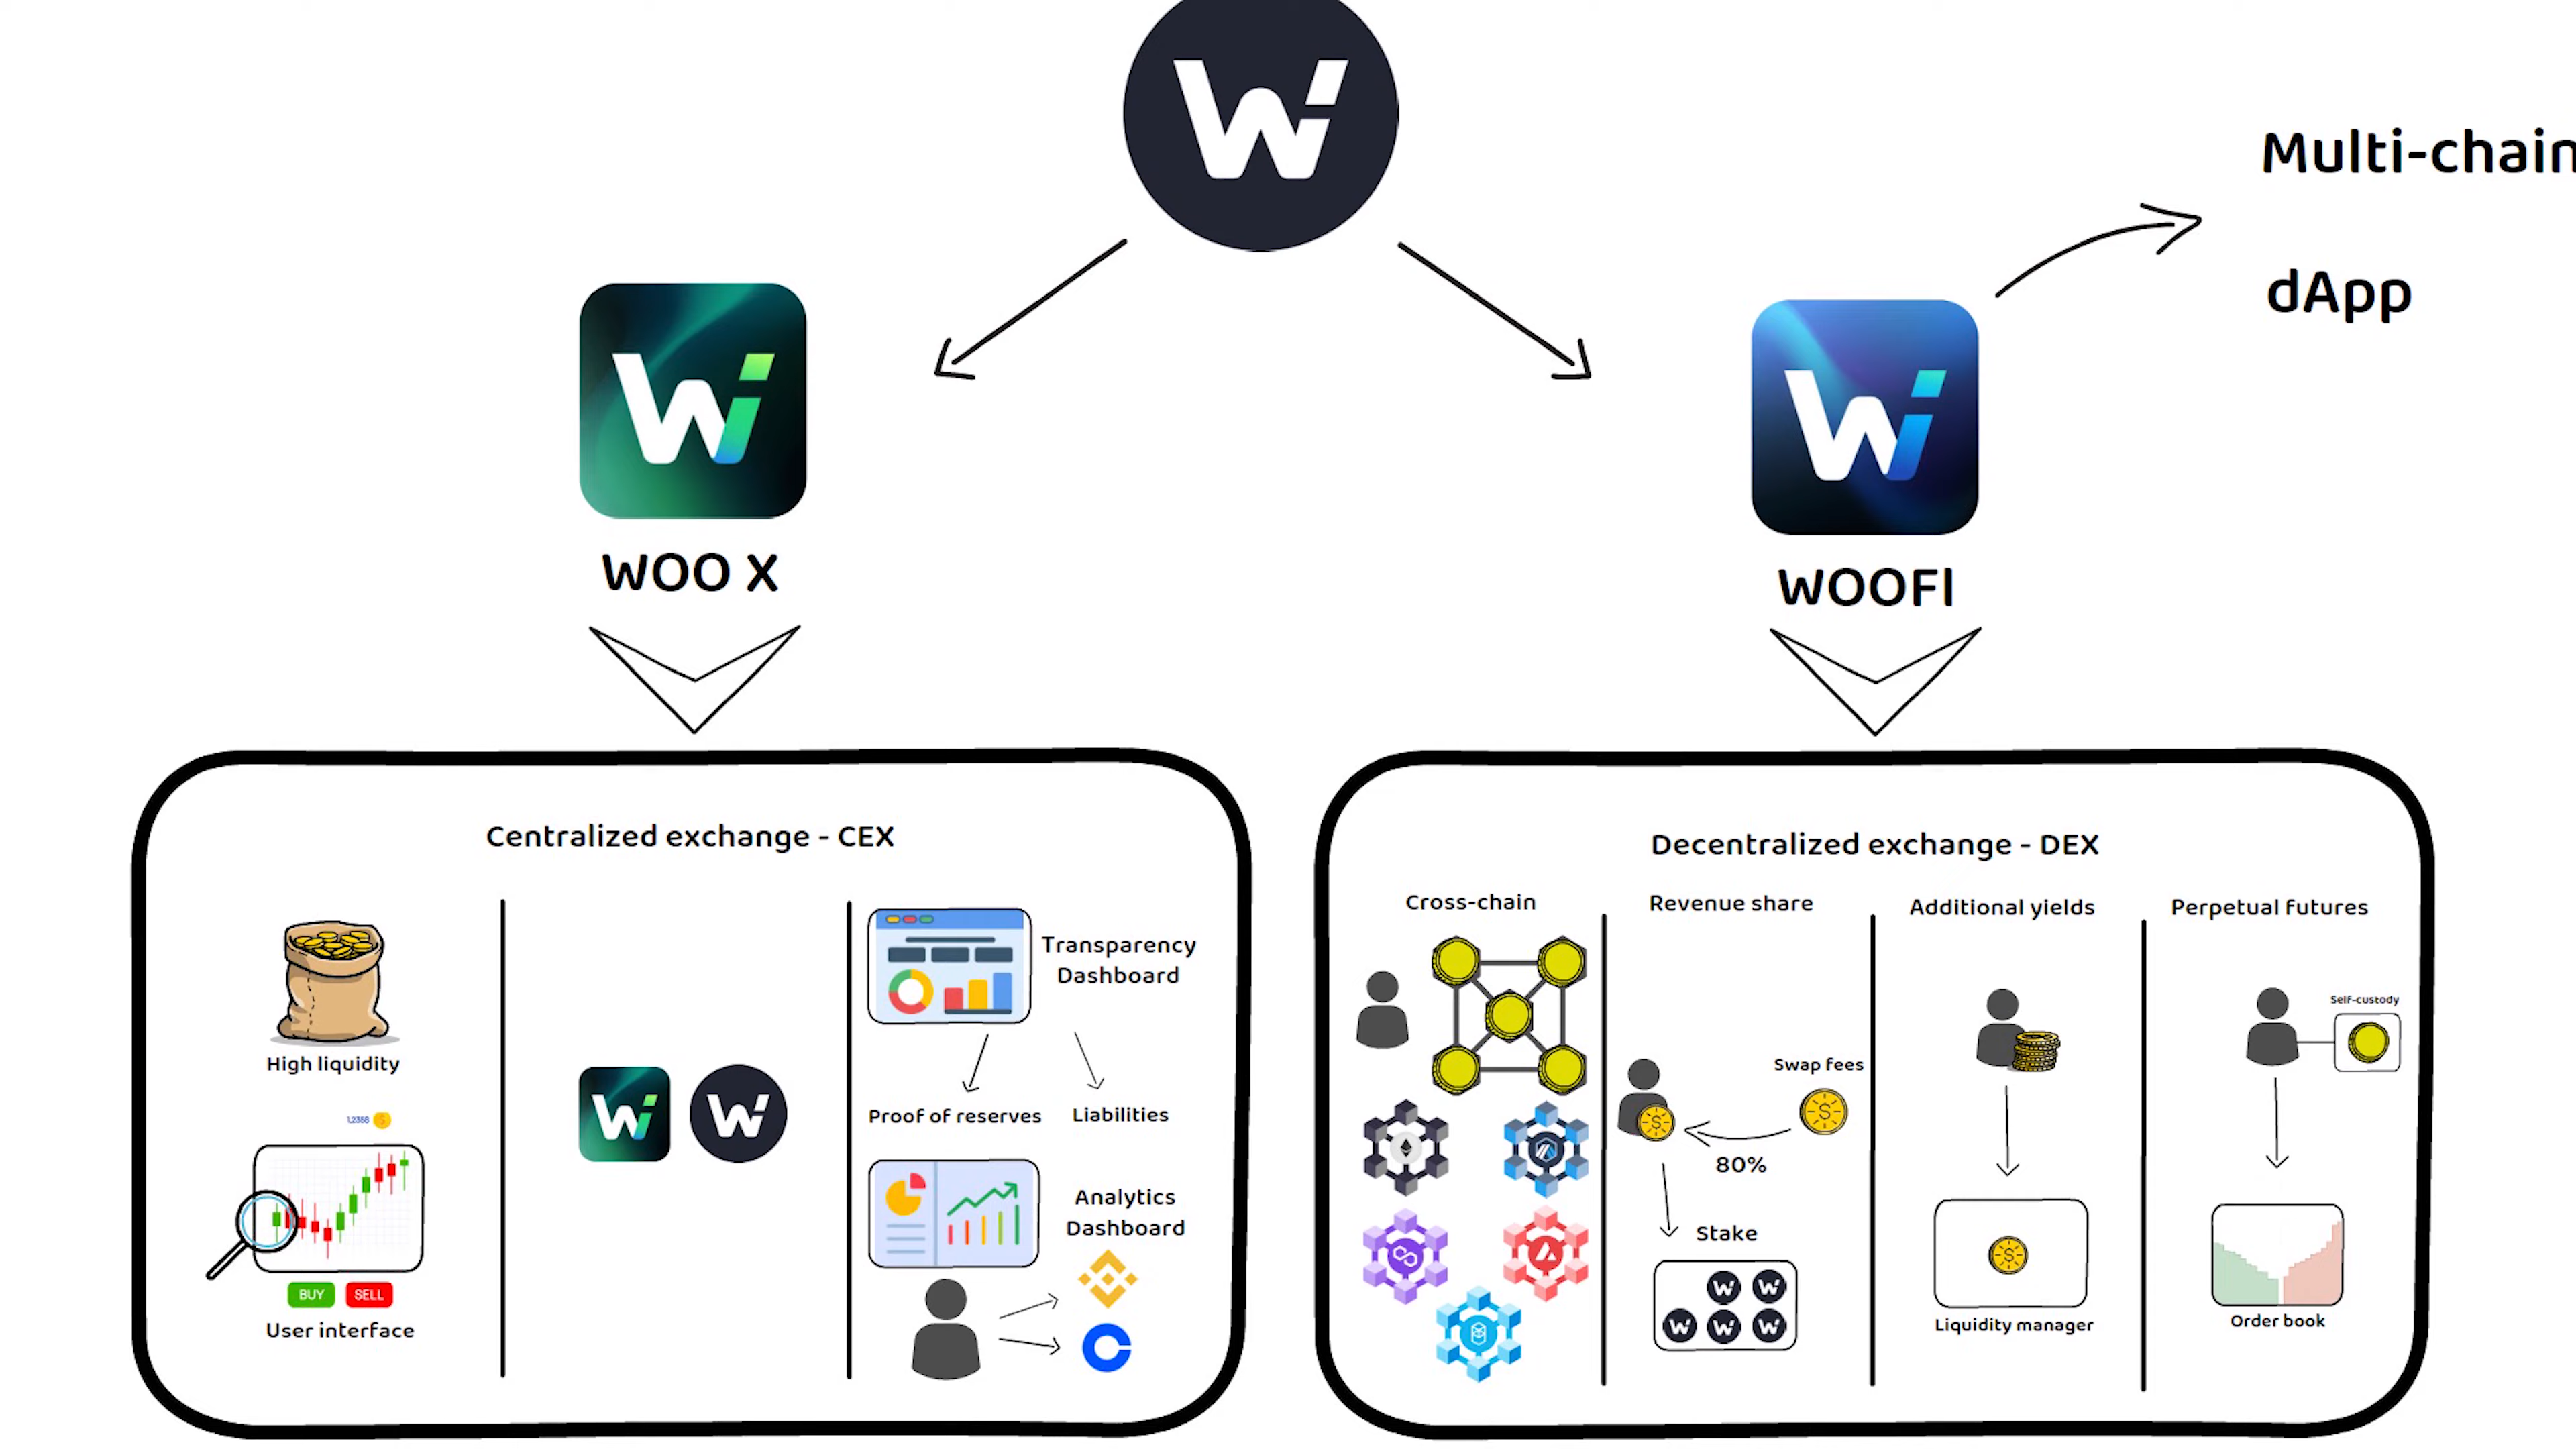 Multi-chain
dApp
WOO X
WOOFI
Centralized exchange - CEX
High liquidity
1,2358
BUY
SELL
User interface
Transparency
Dashboard
Proof of reserves
Liabilities
Analytics
Dashboard
Decentralized exchange - DEX
Cross-chain
Revenue share
Swap fees
80%
Stake
Additional yields
Liquidity manager
Perpetual futures
Self-custody
Order book